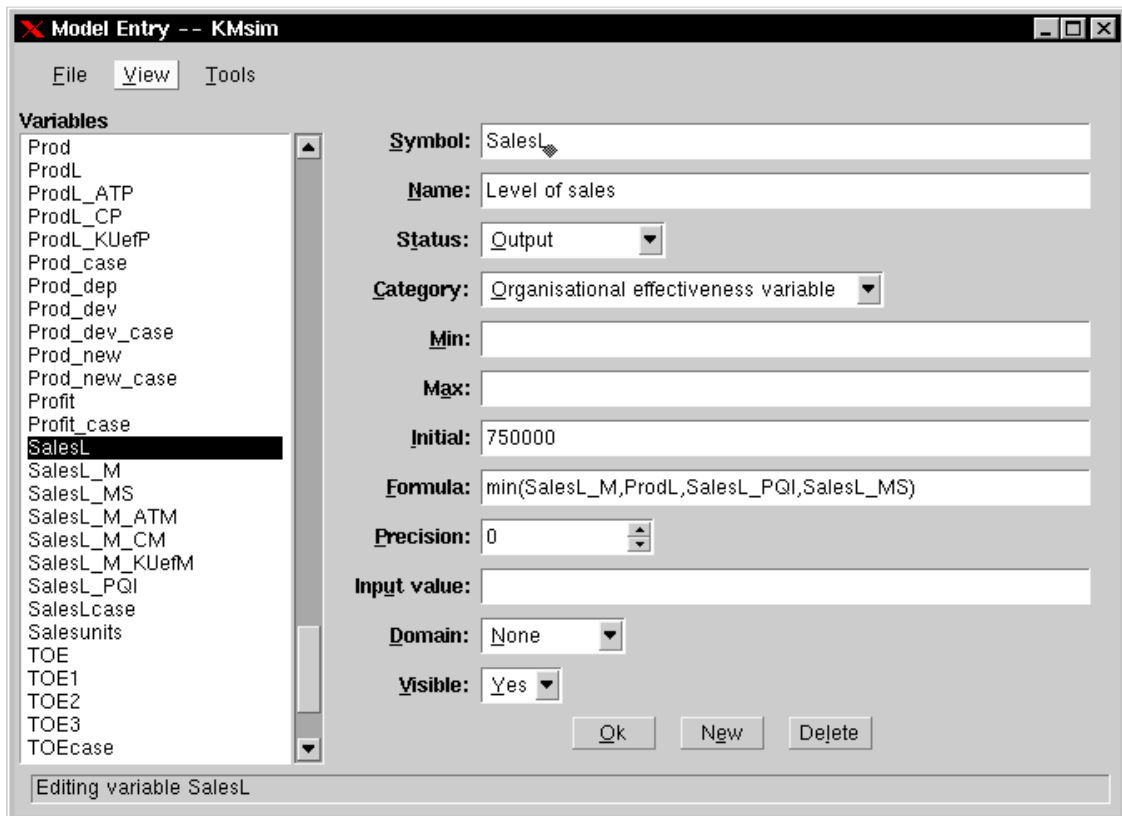 Model Entry -- KMsim
File View Tools
Variables
Prod
ProdL
ProdL_ATP
ProdL_CP
ProdL_KUefP
Prod_case
Prod_dep
Prod_dev
Prod_dev_case
Prod_new
Prod_new_case
Profit
Profit_case
SalesL
SalesL_M
SalesL_MS
SalesL_M_ATM
SalesL_M_CM
SalesL_M_KUefM
SalesL_PQI
SalesLcase
Salesunits
TOE
TOE1
TOE2
TOE3
TOEcase
Symbol: SalesL
Name: Level of sales
Status: Output
Category: Organisational effectiveness variable
Min:
Max:
Initial: 750000
Formula: min(SalesL_M,ProdL,SalesL_PQI,SalesL_MS)
Precision: 0
Input value:
Domain: None
Visible: Yes
Ok New Delete
Editing variable SalesL